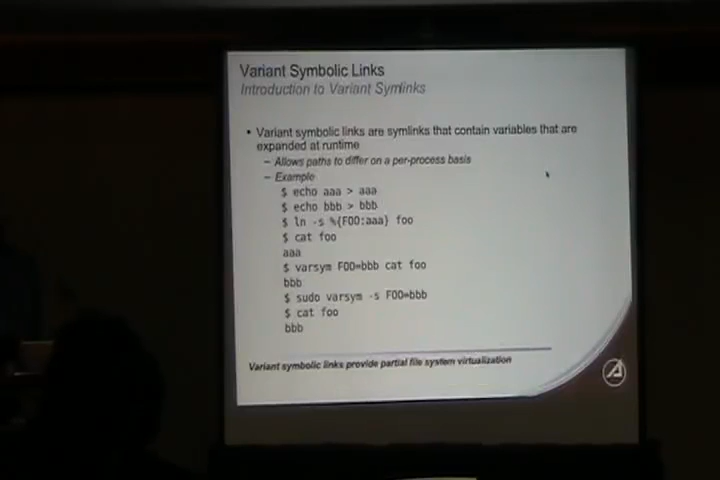 Variant Symbolic Links
Introduction to Variant Symlinks
• Variant symbolic links are symlinks that contain variables that are
expanded at runtime
– Allows paths to differ on a per-process basis
– Example
$ echo aaa > aaa
$ echo bbb > bbb
$ ln -s %{FOO:aaa} foo
$ cat foo
aaa
$ varsym FOO=bbb cat foo
bbb
$ sudo varsym -s FOO=bbb
$ cat foo
bbb
Variant symbolic links provide partial file system virtualization